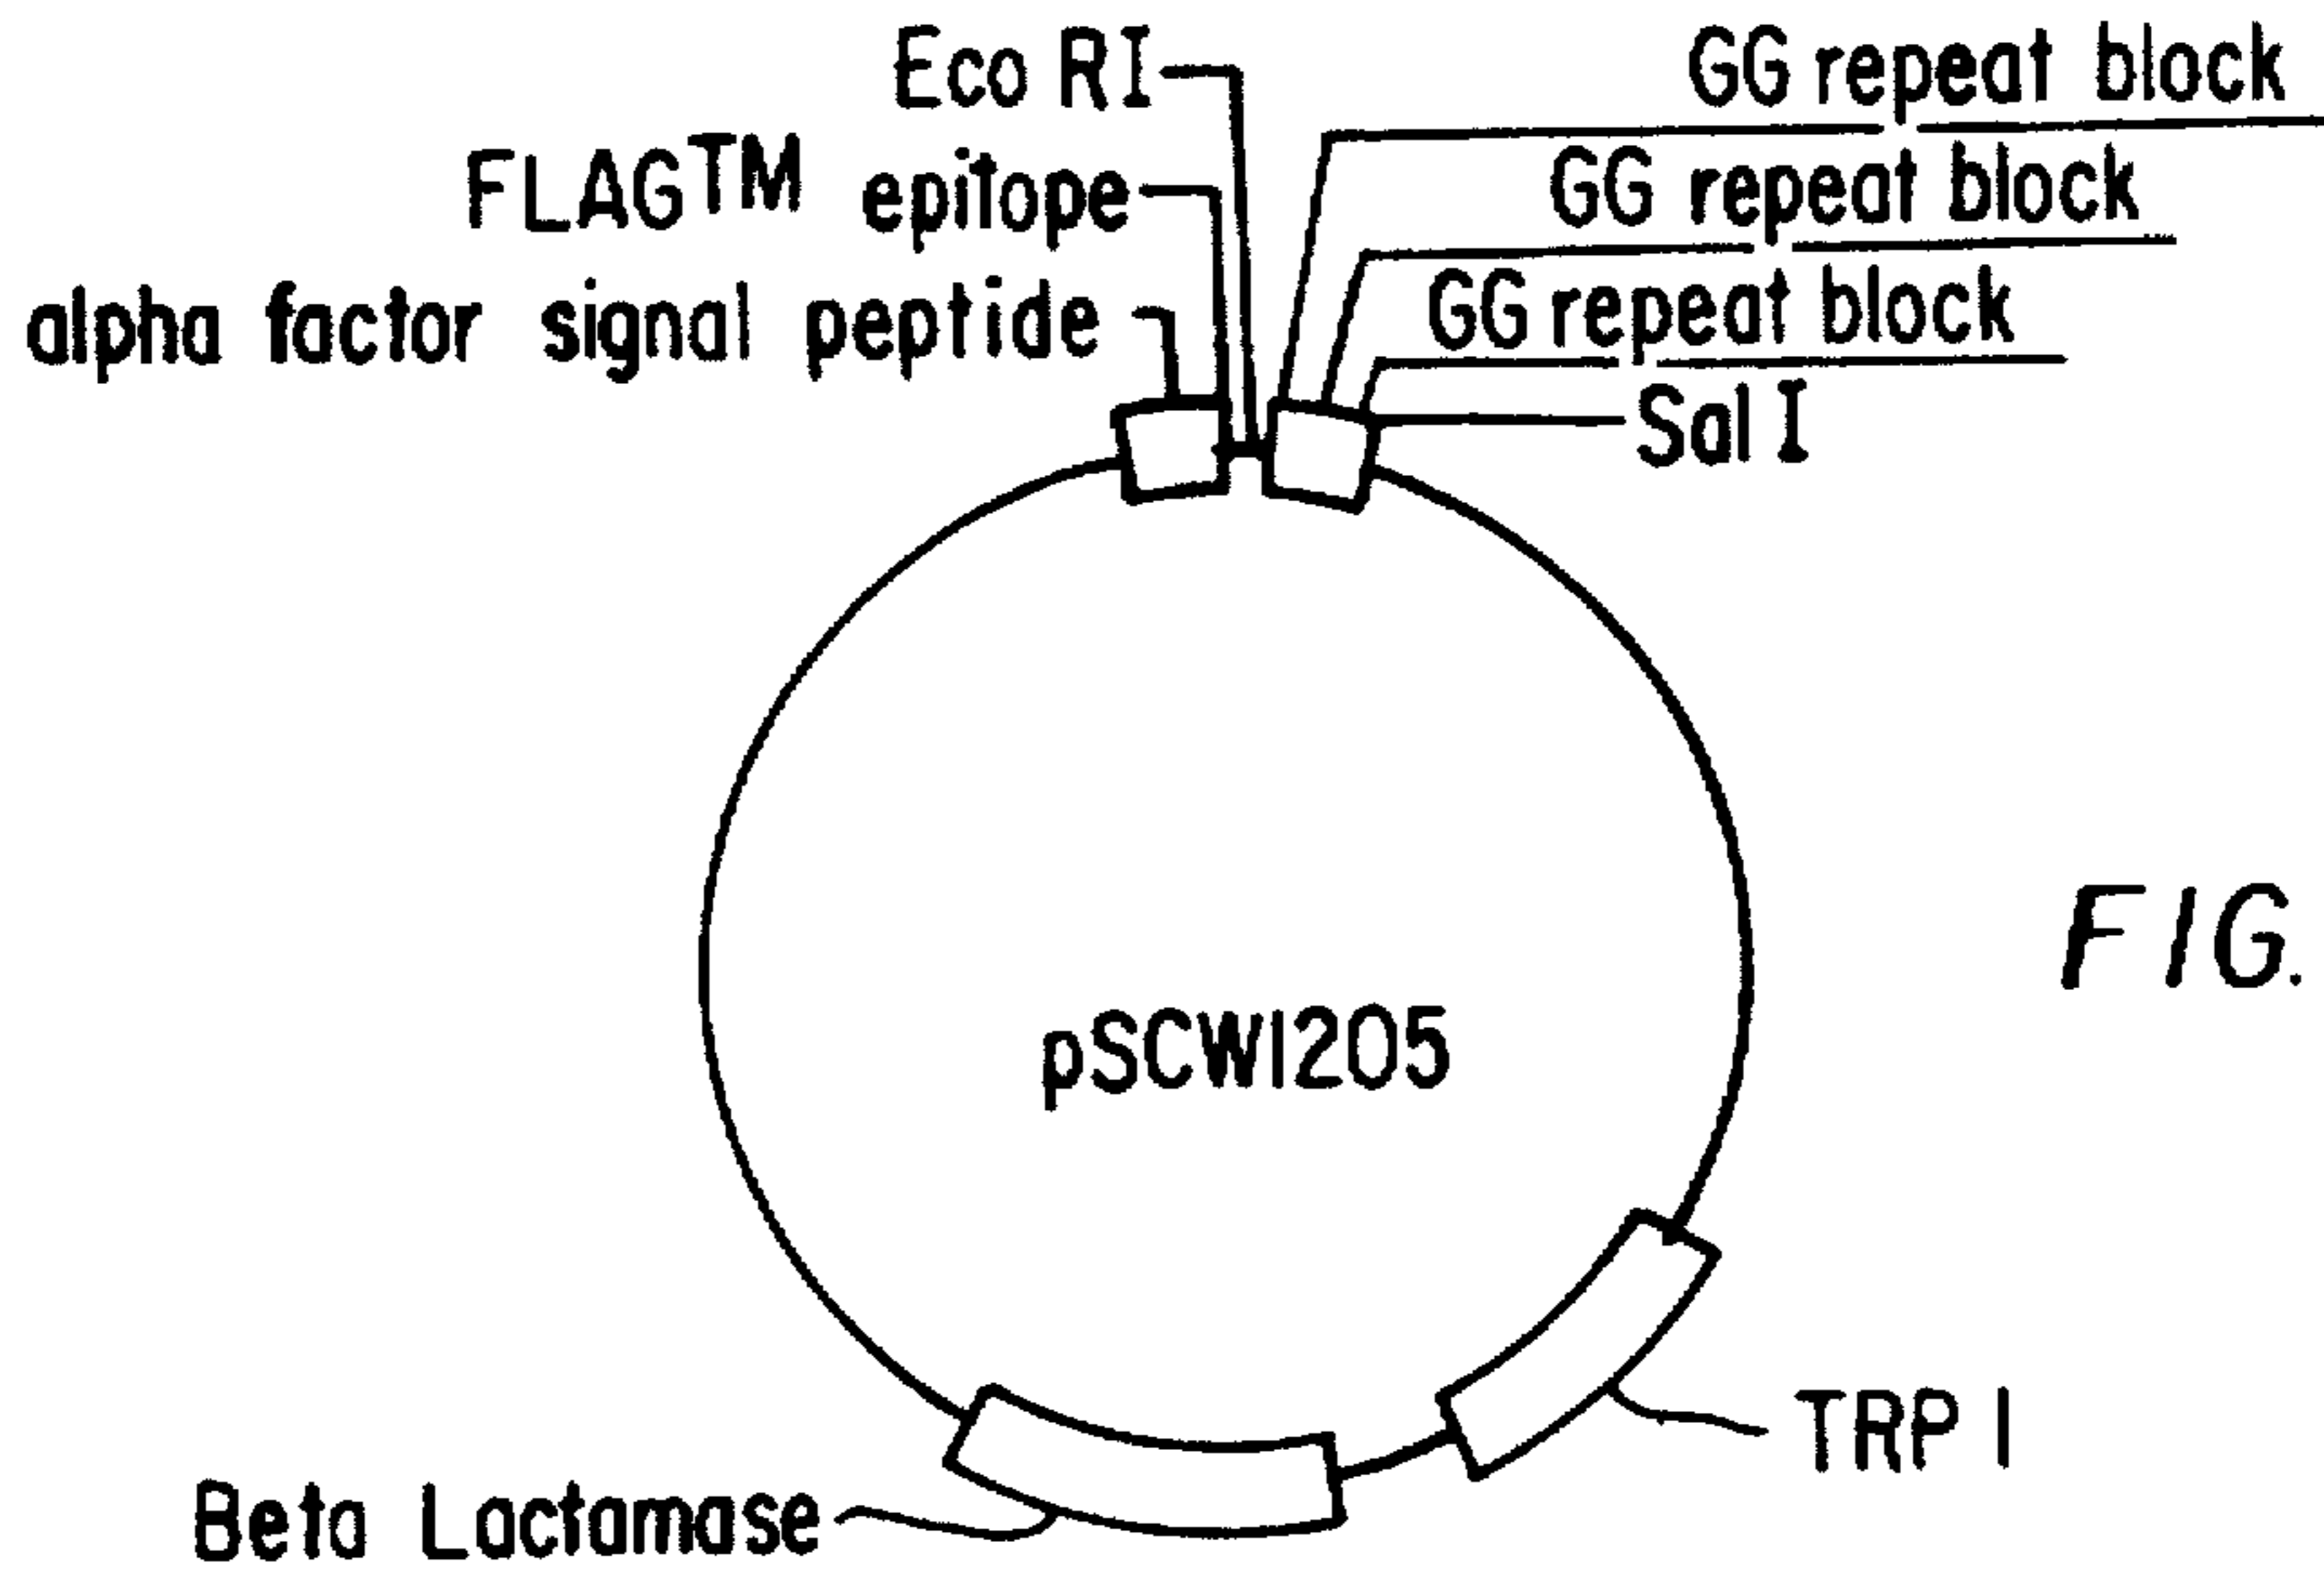 Eco RI
FLAG™ epitope
alpha factor signal peptide
GG repeat block
GG repeat block
GG repeat block
Sal I
FIG.
pSCW1205
TRP 1
Beta Lactamase